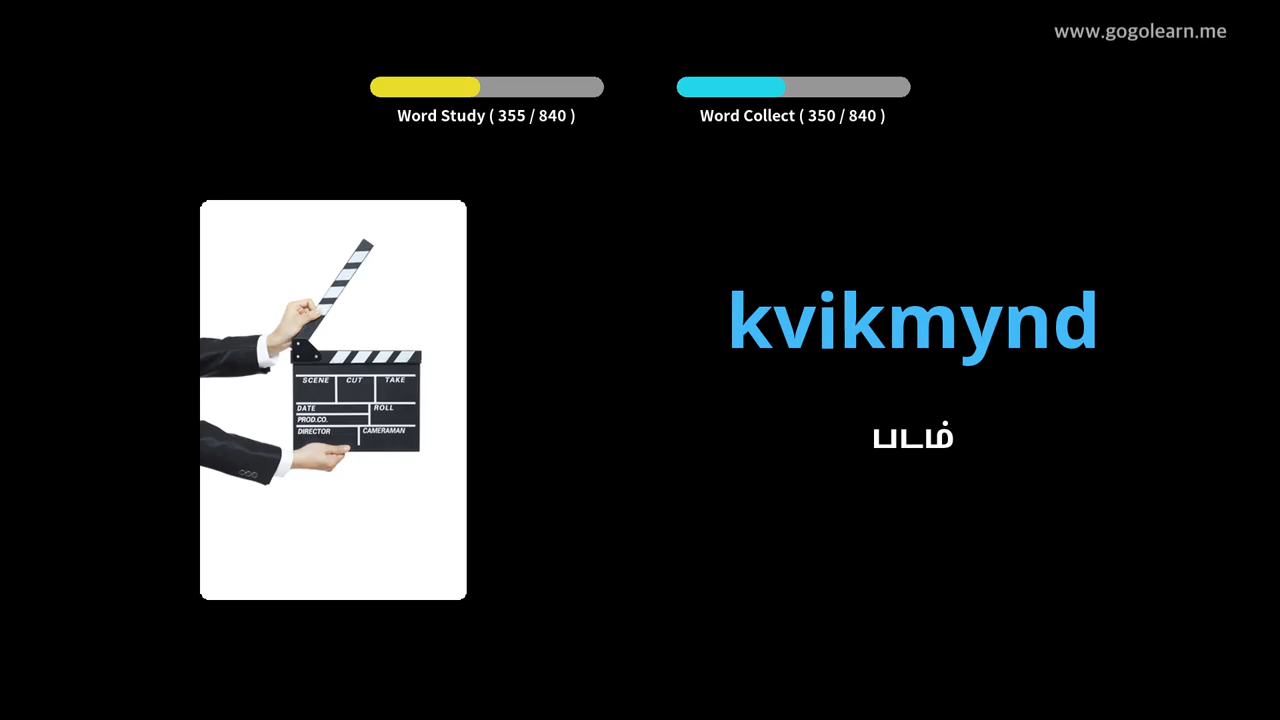 www.gogolearn.me
Word Study ( 355 / 840 )
Word Collect ( 350 / 840 )
SCENE CUT TAKE
DATE ROLL
PROD.CO.
DIRECTOR CAMERAMAN
kvikmynd
படம்